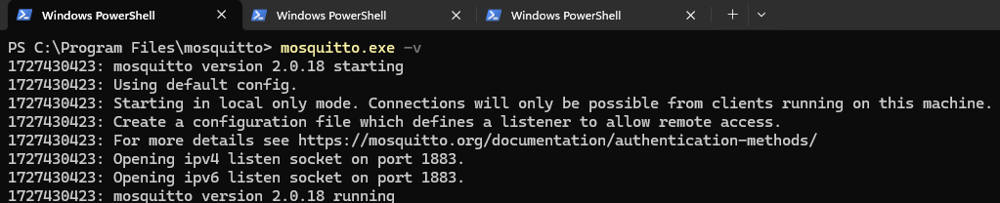 Windows PowerShell Windows PowerShell Windows PowerShell
PS C:\Program Files\mosquitto> mosquitto.exe -v
1727430423: mosquitto version 2.0.18 starting
1727430423: Using default config.
1727430423: Starting in local only mode. Connections will only be possible from clients running on this machine.
1727430423: Create a configuration file which defines a listener to allow remote access.
1727430423: For more details see https://mosquitto.org/documentation/authentication-methods/
1727430423: Opening ipv4 listen socket on port 1883.
1727430423: Opening ipv6 listen socket on port 1883.
1727430423: mosquitto version 2.0.18 running